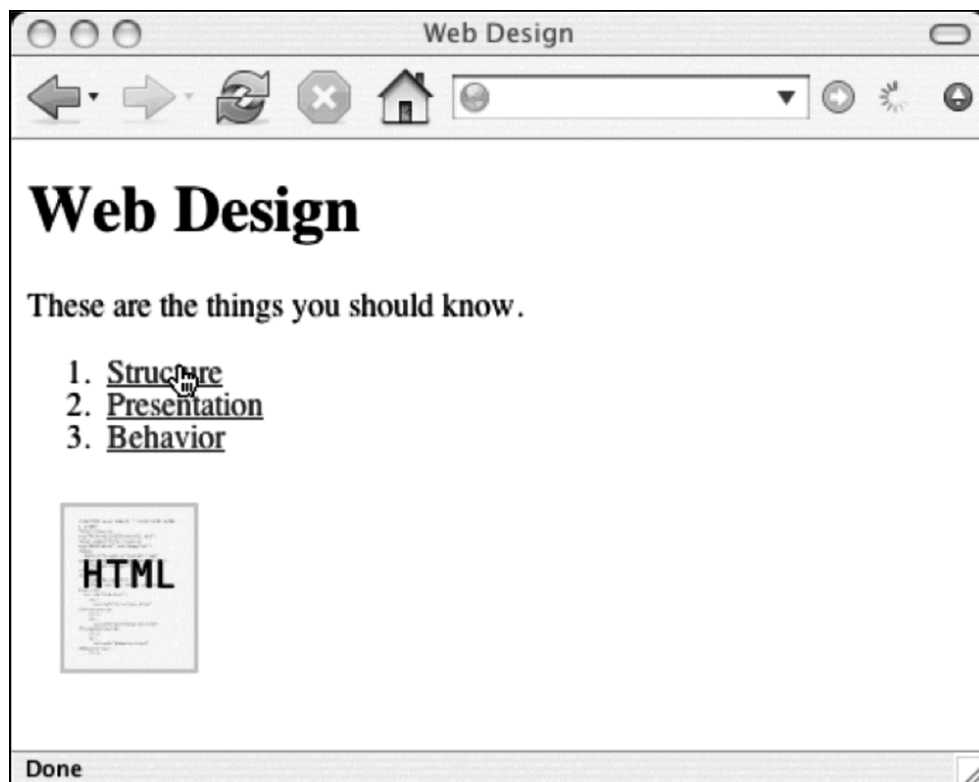 Web Design
Web Design
These are the things you should know.
1. Structure
2. Presentation
3. Behavior
HTML
Done